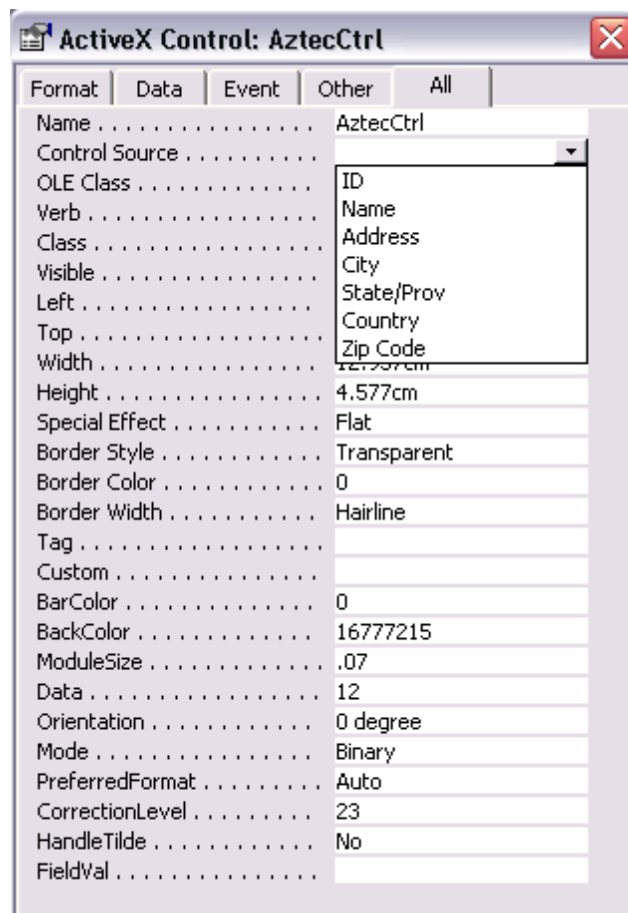 ActiveX Control: AztecCtrl
Format Data Event Other All
Name . . . . . . . . . . . . . . . . AztecCtrl
Control Source . . . . . . . . . .
OLE Class . . . . . . . . . . . . . ID
Verb . . . . . . . . . . . . . . . . . Name
Class . . . . . . . . . . . . . . . . . Address
Visible . . . . . . . . . . . . . . . . City
Left . . . . . . . . . . . . . . . . . . State/Prov
Top . . . . . . . . . . . . . . . . . . Country
Zip Code
Width . . . . . . . . . . . . . . . .
Height . . . . . . . . . . . . . . . . 4.577cm
Special Effect . . . . . . . . . . . Flat
Border Style . . . . . . . . . . . . Transparent
Border Color . . . . . . . . . . . . 0
Border Width . . . . . . . . . . . Hairline
Tag . . . . . . . . . . . . . . . . . .
Custom . . . . . . . . . . . . . . .
BarColor . . . . . . . . . . . . . . 0
BackColor . . . . . . . . . . . . . 16777215
ModuleSize . . . . . . . . . . . . .07
Data . . . . . . . . . . . . . . . . . 12
Orientation . . . . . . . . . . . . 0 degree
Mode . . . . . . . . . . . . . . . . Binary
PreferredFormat . . . . . . . . Auto
CorrectionLevel . . . . . . . . . 23
HandleTilde . . . . . . . . . . . . No
FieldVal . . . . . . . . . . . . . . .